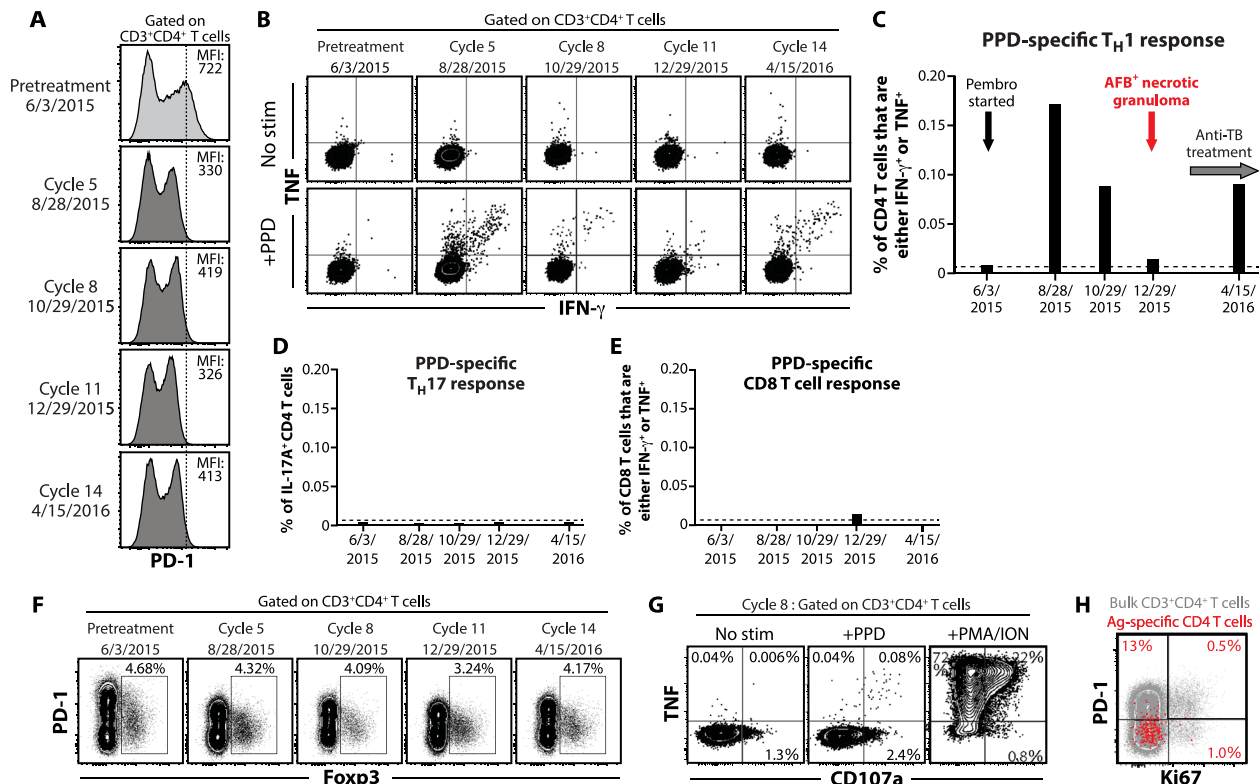 A
Gated on
CD3⁺CD4⁺ T cells
Pretreatment
6/3/2015
MFI:
722
Cycle 5
8/28/2015
MFI:
330
Cycle 8
10/29/2015
MFI:
419
Cycle 11
12/29/2015
MFI:
326
Cycle 14
4/15/2016
MFI:
413
PD-1
B
Gated on CD3⁺CD4⁺ T cells
Pretreatment Cycle 5 Cycle 8 Cycle 11 Cycle 14
6/3/2015 8/28/2015 10/29/2015 12/29/2015 4/15/2016
No stim
+PPD
TNF
IFN-γ
C
PPD-specific T_H1 response
% of CD4 T cells that are
either IFN-γ⁺ or TNF⁺
0.20
0.15
0.10
0.05
0
Pembro
started
AFB⁺ necrotic
granuloma
Anti-TB
treatment
6/3/ 8/28/ 10/29/ 12/29/ 4/15/
2015 2015 2015 2015 2016
D
PPD-specific
T_H17 response
% of IL-17A⁺ CD4 T cells
0.20
0.15
0.10
0.05
0
6/3/ 8/28/ 10/29/ 12/29/ 4/15/
2015 2015 2015 2015 2016
E
PPD-specific
CD8 T cell response
% of CD8 T cells that are
either IFN-γ⁺ or TNF⁺
0.20
0.15
0.10
0.05
0
6/3/ 8/28/ 10/29/ 12/29/ 4/15/
2015 2015 2015 2015 2016
F
Gated on CD3⁺CD4⁺ T cells
Pretreatment Cycle 5 Cycle 8 Cycle 11 Cycle 14
6/3/2015 8/28/2015 10/29/2015 12/29/2015 4/15/2016
4.68% 4.32% 4.09% 3.24% 4.17%
PD-1
Foxp3
G
Cycle 8 : Gated on CD3⁺CD4⁺ T cells
No stim +PPD +PMA/ION
0.04% 0.006% 0.04% 0.08% 22%
1.3% 2.4% 0.8%
TNF
CD107a
H
Bulk CD3⁺CD4⁺ T cells
Ag-specific CD4 T cells
13% 0.5%
1.0%
PD-1
Ki67